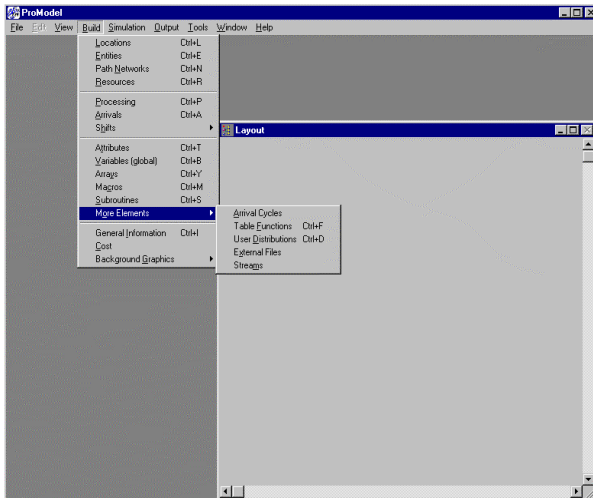 ProModel
File Edit View Build Simulation Output Tools Window Help
Locations Ctrl+L
Entities Ctrl+E
Path Networks Ctrl+N
Resources Ctrl+R
Processing Ctrl+P
Arrivals Ctrl+A
Shifts
Attributes Ctrl+T
Variables (global) Ctrl+B
Arrays Ctrl+Y
Macros Ctrl+M
Subroutines Ctrl+S
More Elements
General Information Ctrl+I
Cost
Background Graphics
Layout
Arrival Cycles
Table Functions Ctrl+F
User Distributions Ctrl+D
External Files
Streams